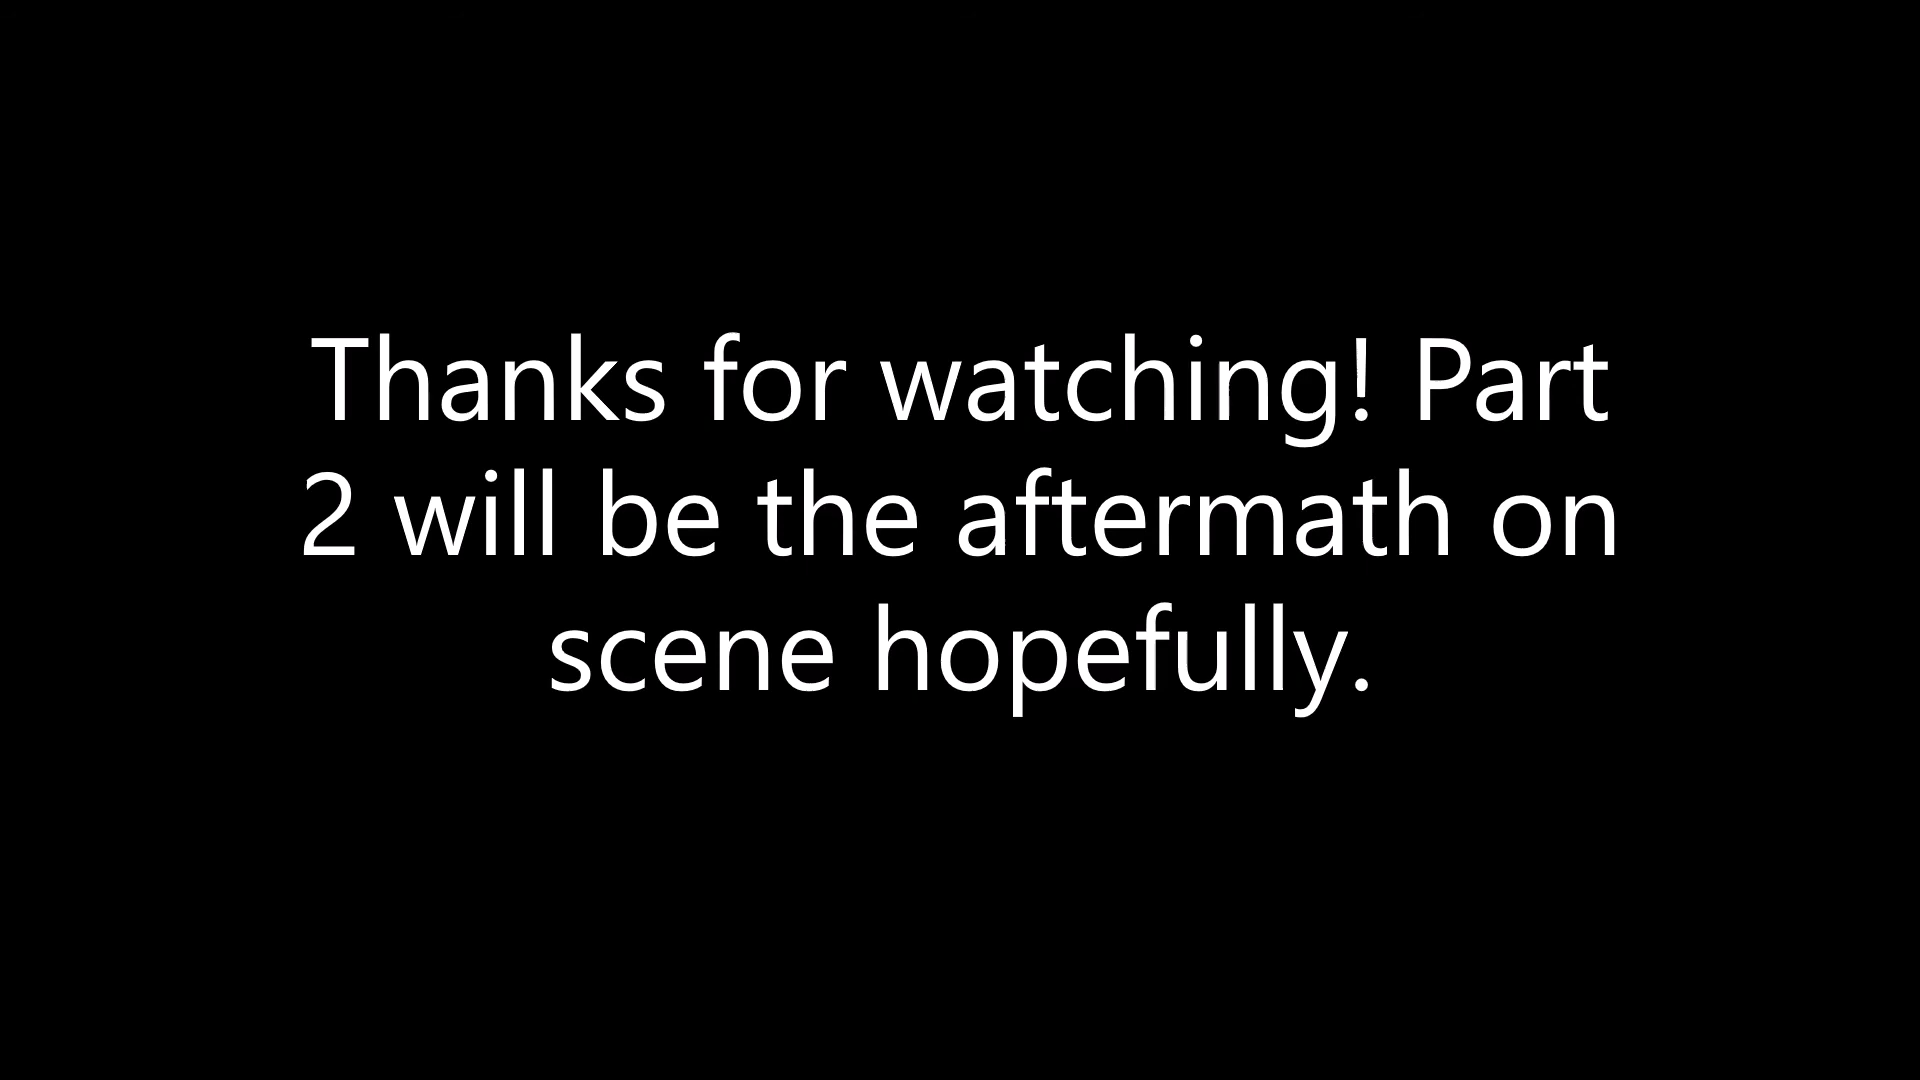 Thanks for watching! Part
2 will be the aftermath on
scene hopefully.